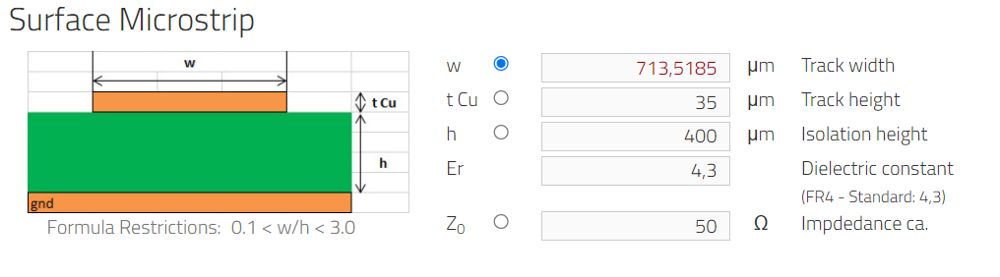 Surface Microstrip
w
t Cu
h
gnd
Formula Restrictions: 0.1 < w/h < 3.0
w 713,5185 µm Track width
t Cu 35 µm Track height
h 400 µm Isolation height
Er 4,3 Dielectric constant
(FR4 - Standard: 4,3)
Z₀ 50 Ω Impdedance ca.